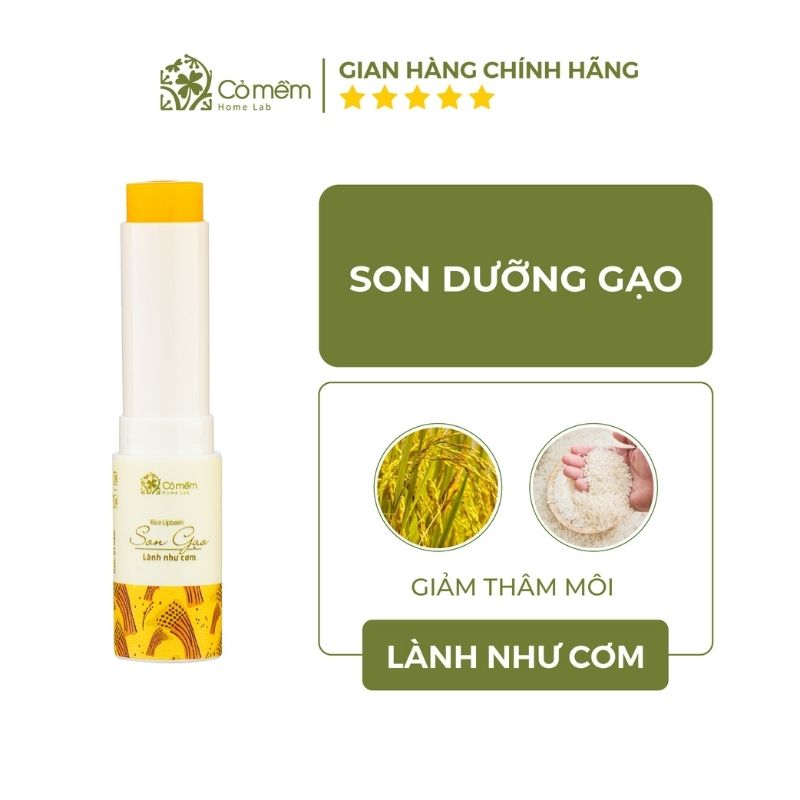 Cỏ mềm
Home Lab
GIAN HÀNG CHÍNH HÃNG
SON DƯỠNG GẠO
Cỏ mềm
Home Lab
Rice Lipbalm
Son Gạo
Lành như cơm
GIẢM THÂM MÔI
LÀNH NHƯ CƠM